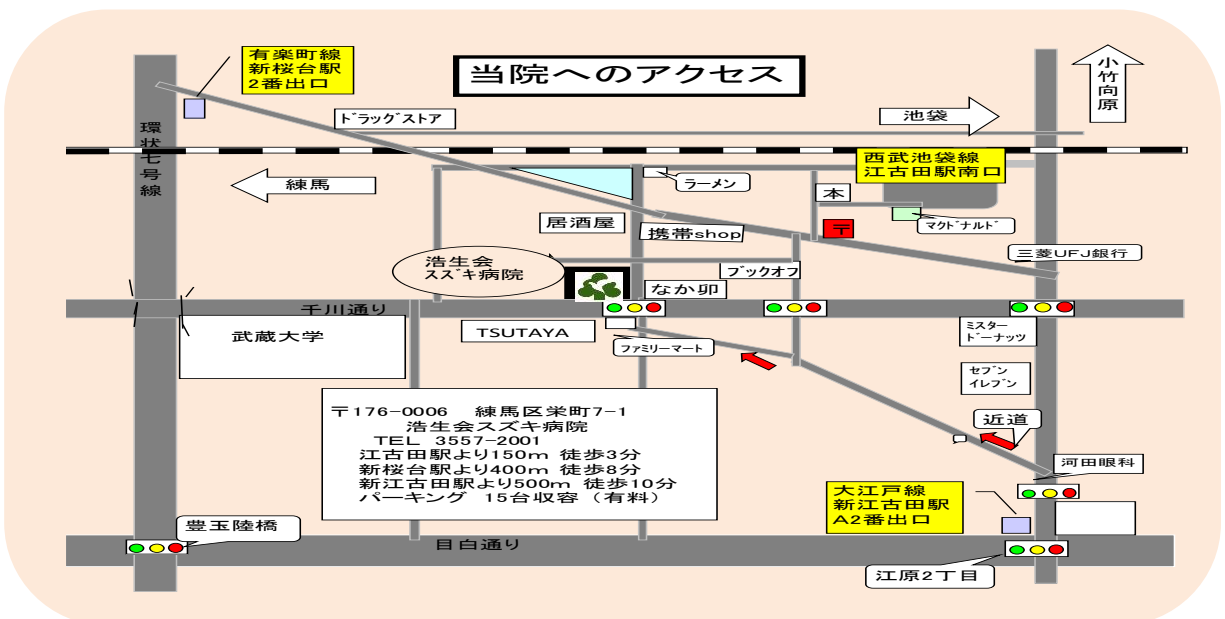 当院へのアクセス
有楽町線
新桜台駅
2番出口
小竹向原
ドラッグストア
池袋
環状七号線
練馬
西武池袋線
江古田駅南口
ラーメン
本
居酒屋
携帯shop
〒
マクドナルド
三菱UFJ銀行
浩生会
スズキ病院
ブックオフ
なか卯
千川通り
武蔵大学
TSUTAYA
ファミリーマート
ミスター
ドーナッツ
セブン
イレブン
近道
〒176-0006 練馬区栄町7-1
浩生会スズキ病院
TEL 3557-2001
江古田駅より150m 徒歩3分
新桜台駅より400m 徒歩8分
新江古田駅より500m 徒歩10分
パーキング 15台収容(有料)
河田眼科
大江戸線
新江古田駅
A2番出口
豊玉陸橋
目白通り
江原2丁目